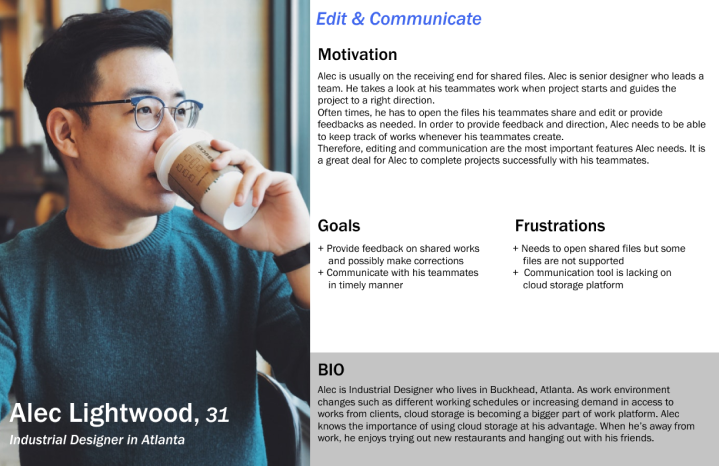 Edit & Communicate
Motivation
Alec is usually on the receiving end for shared files. Alec is senior designer who leads a
team. He takes a look at his teammates work when project starts and guides the
project to a right direction.
Often times, he has to open the files his teammates share and edit or provide
feedbacks as needed. In order to provide feedback and direction, Alec needs to be able
to keep track of works whenever his teammates create.
Therefore, editing and communication are the most important features Alec needs. It is
a great deal for Alec to complete projects successfully with his teammates.
Goals
+ Provide feedback on shared works
and possibly make corrections
+ Communicate with his teammates
in timely manner
Frustrations
+ Needs to open shared files but some
files are not supported
+ Communication tool is lacking on
cloud storage platform
Alec Lightwood, 31
Industrial Designer in Atlanta
BIO
Alec is Industrial Designer who lives in Buckhead, Atlanta. As work environment
changes such as different working schedules or increasing demand in access to
works from clients, cloud storage is becoming a bigger part of work platform. Alec
knows the importance of using cloud storage at his advantage. When he's away from
work, he enjoys trying out new restaurants and hanging out with his friends.